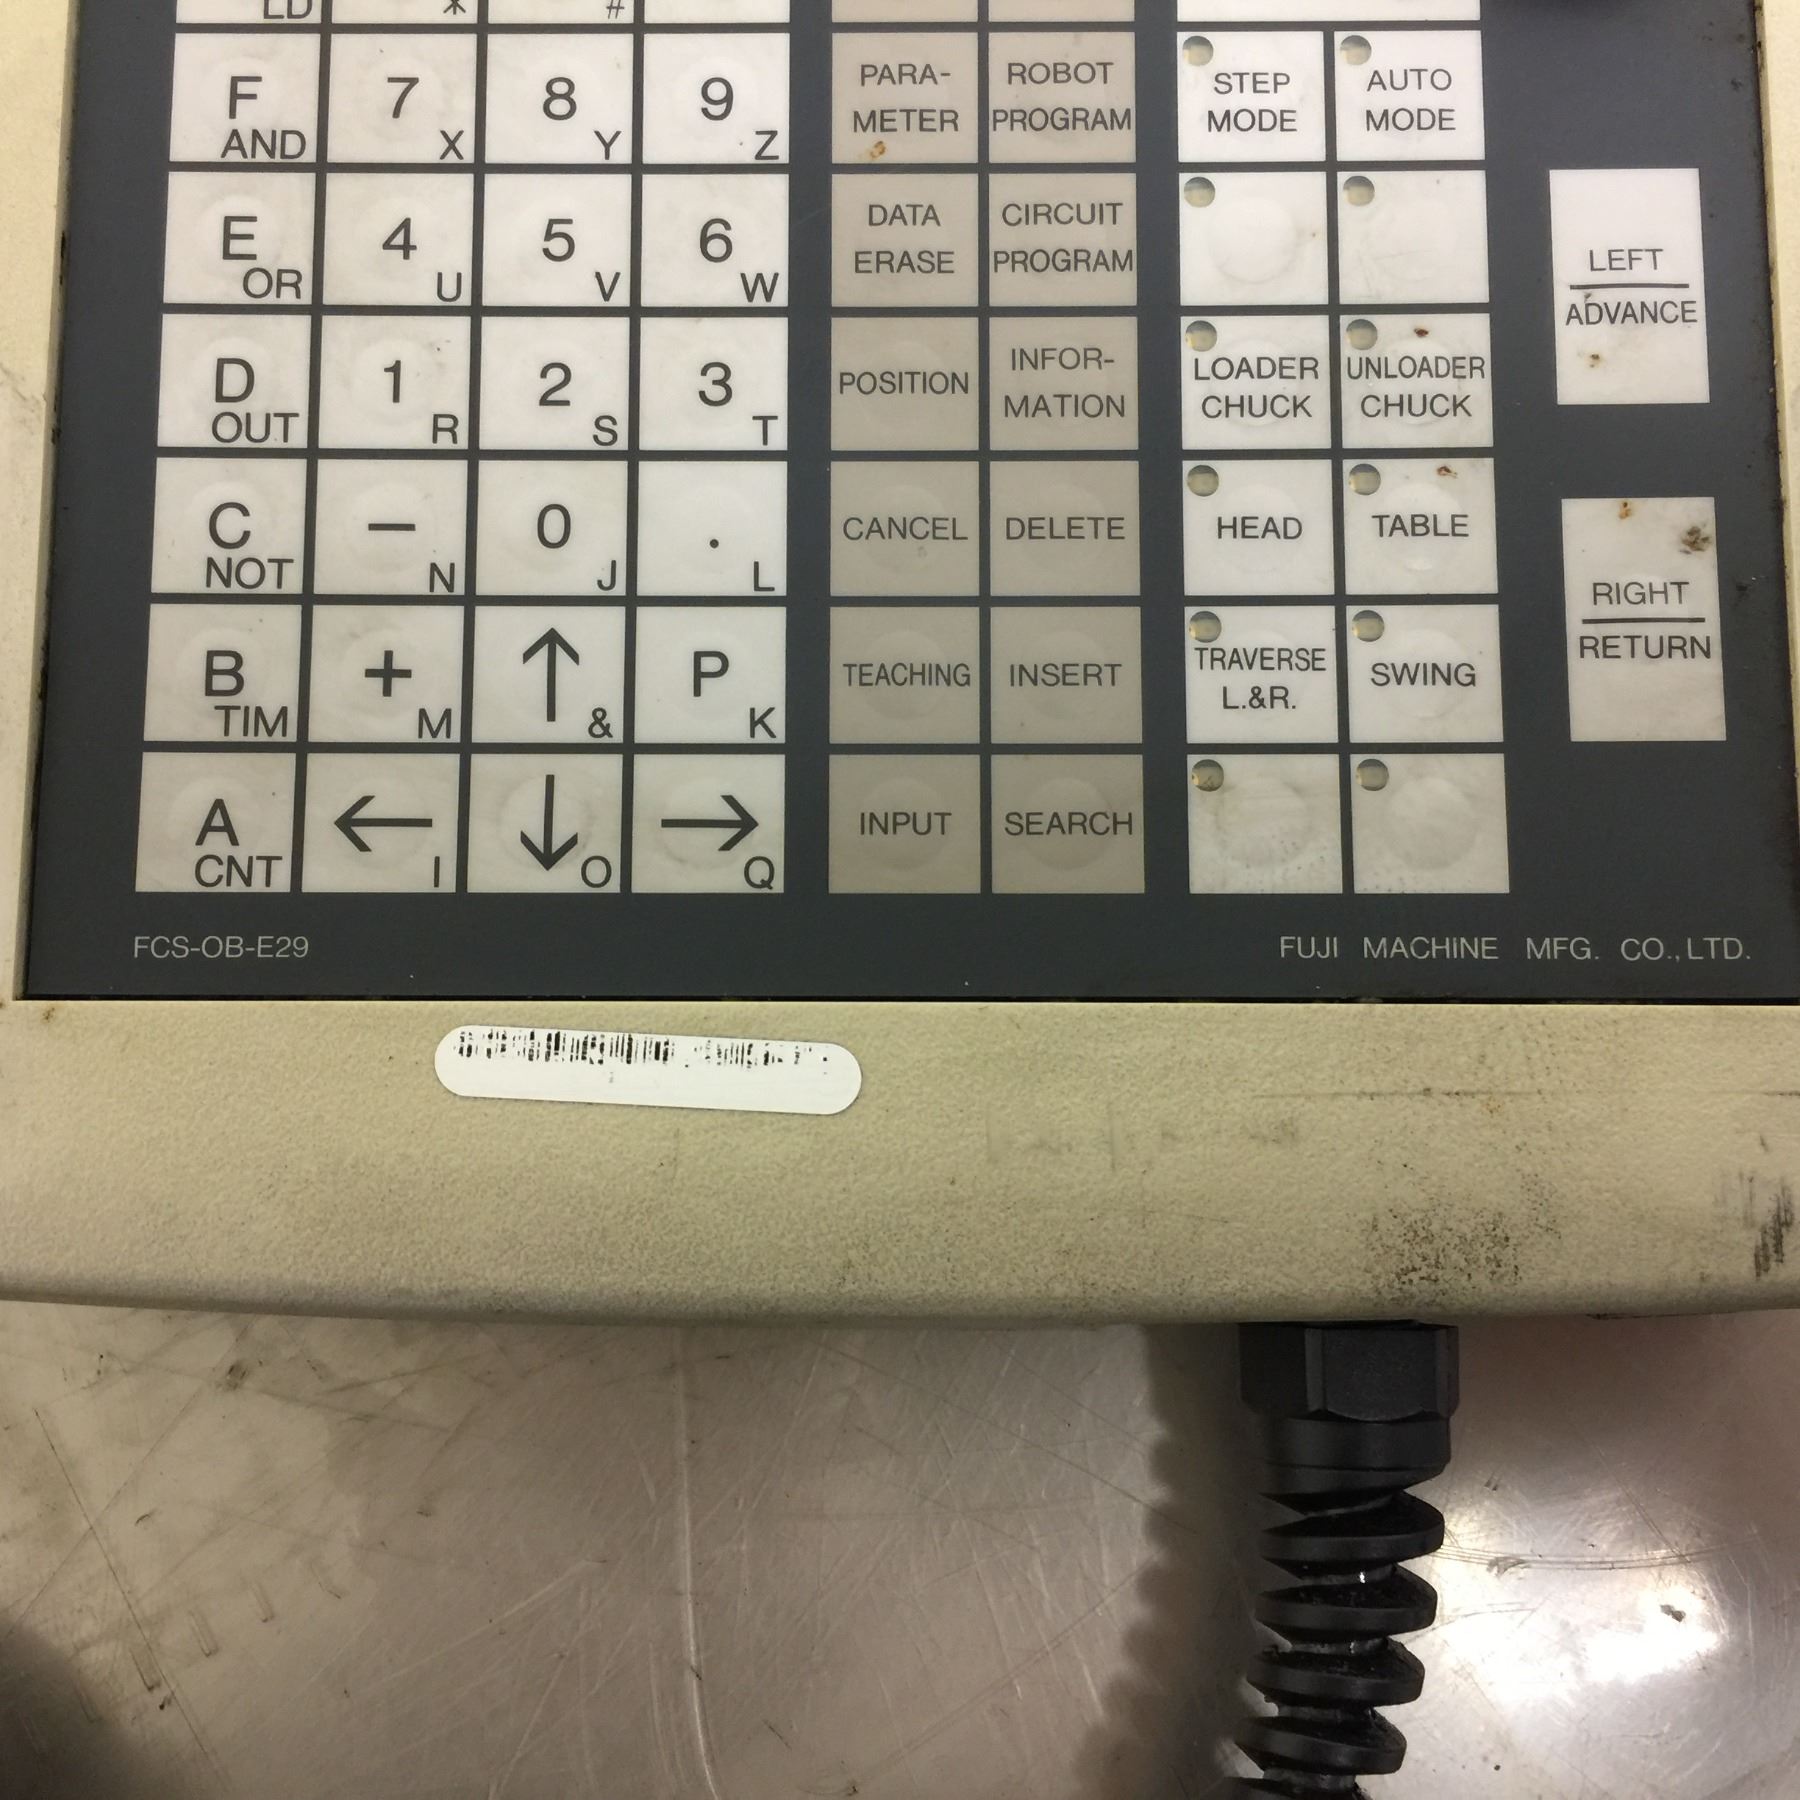 LD * #
F AND 7 X 8 Y 9 Z
E OR 4 U 5 V 6 W
D OUT 1 R 2 S 3 T
C NOT − N 0 J . L
B TIM + M ↑ & P K
A CNT ← I ↓ O → Q
PARA-
METER
ROBOT
PROGRAM
DATA
ERASE
CIRCUIT
PROGRAM
POSITION
INFOR-
MATION
CANCEL
DELETE
TEACHING
INSERT
INPUT
SEARCH
STEP
MODE
AUTO
MODE
LOADER
CHUCK
UNLOADER
CHUCK
HEAD
TABLE
TRAVERSE
L.&R.
SWING
LEFT
ADVANCE
RIGHT
RETURN
FCS-OB-E29
FUJI MACHINE MFG. CO.,LTD.